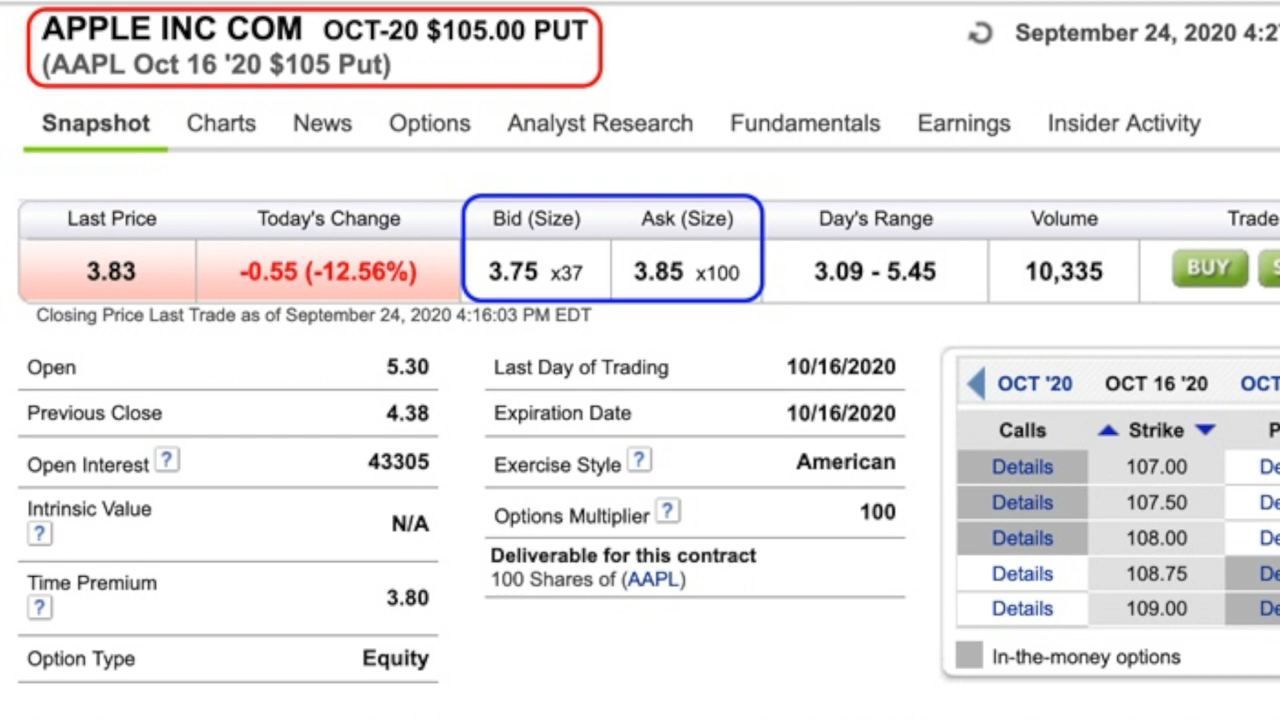 APPLE INC COM OCT-20 $105.00 PUT
(AAPL Oct 16 '20 $105 Put)
September 24, 2020 4:2
Snapshot Charts News Options Analyst Research Fundamentals Earnings Insider Activity
Last Price Today's Change Bid (Size) Ask (Size) Day's Range Volume Trade
3.83 -0.55 (-12.56%) 3.75 x37 3.85 x100 3.09 - 5.45 10,335 BUY S
Closing Price Last Trade as of September 24, 2020 4:16:03 PM EDT
Open 5.30
Previous Close 4.38
Open Interest ? 43305
Intrinsic Value
? N/A
Time Premium
? 3.80
Option Type Equity
Last Day of Trading 10/16/2020
Expiration Date 10/16/2020
Exercise Style ? American
Options Multiplier ? 100
Deliverable for this contract
100 Shares of (AAPL)
OCT '20 OCT 16 '20 OCT
Calls Strike P
Details 107.00 De
Details 107.50 De
Details 108.00 De
Details 108.75 De
Details 109.00 De
In-the-money options